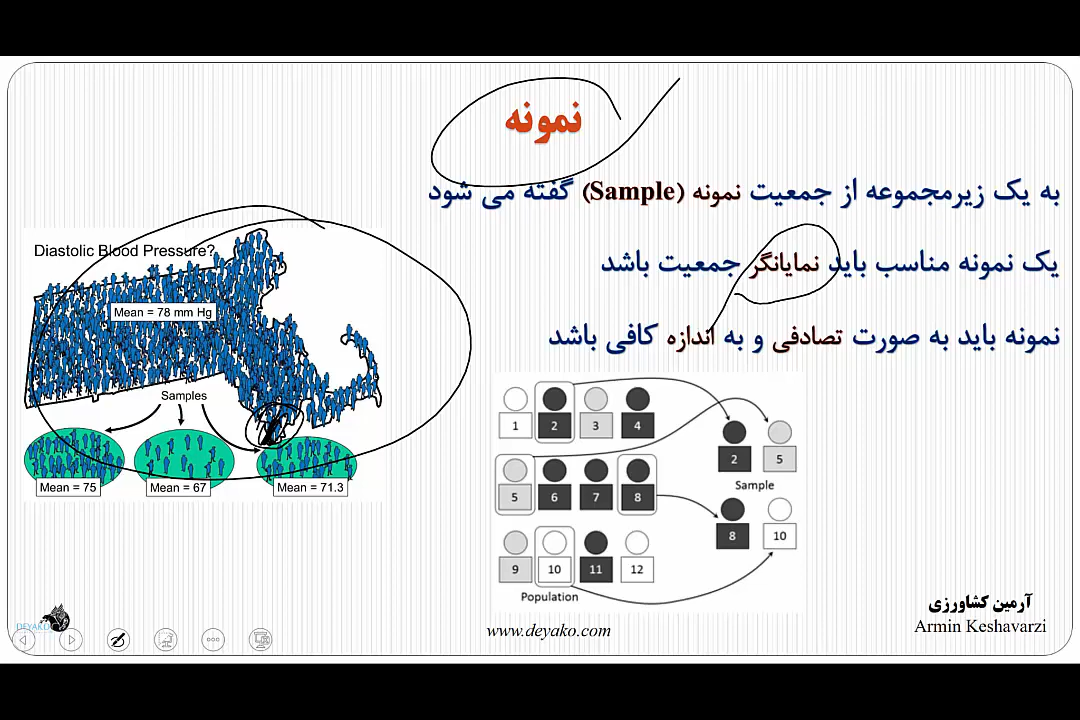 نمونه
به یک زیرمجموعه از جمعیت نمونه (Sample) گفته می شود
یک نمونه مناسب باید نمایانگر جمعیت باشد
نمونه باید به صورت تصادفی و به اندازه کافی باشد
Diastolic Blood Pressure?
Mean = 78 mm Hg
Samples
Mean = 75
Mean = 67
Mean = 71.3
1 2 3 4
5 6 7 8
9 10 11 12
Population
2 5
Sample
8 10
آرمین کشاورزی
Armin Keshavarzi
www.deyako.com
DEYAKO